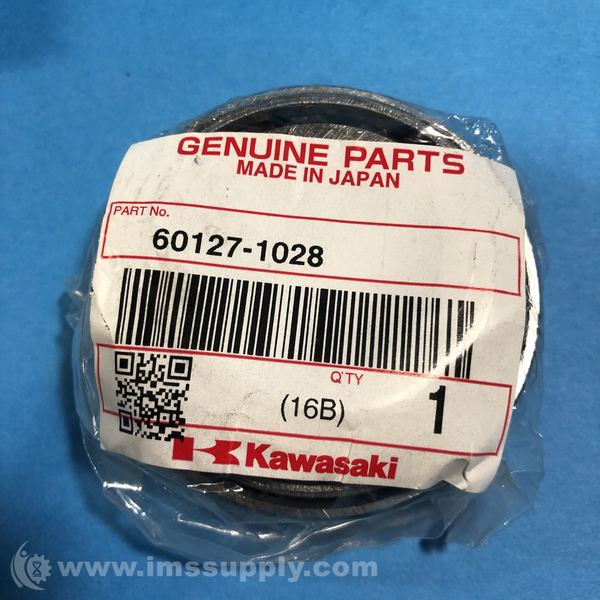 GENUINE PARTS
MADE IN JAPAN
PART No.
60127-1028
Q'TY
(16B) 1
Kawasaki
www.imssupply.com